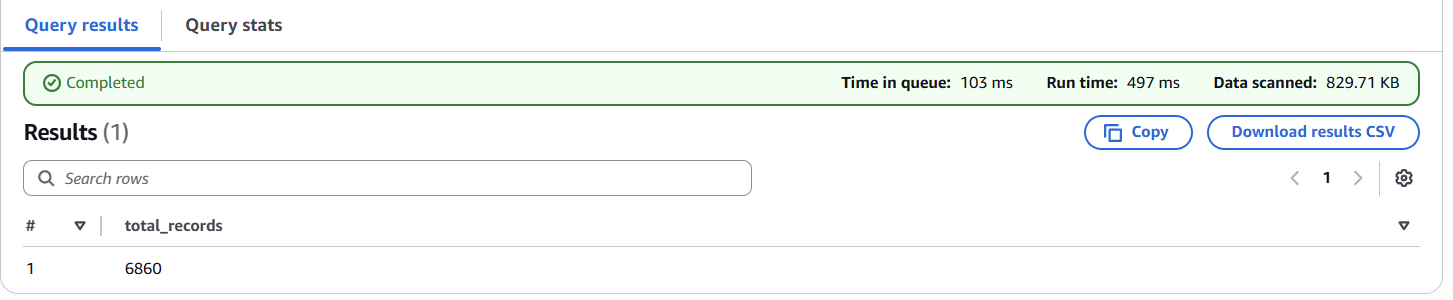 Query results Query stats
Completed Time in queue: 103 ms Run time: 497 ms Data scanned: 829.71 KB
Results (1) Copy Download results CSV
Search rows 1
# total_records
1 6860